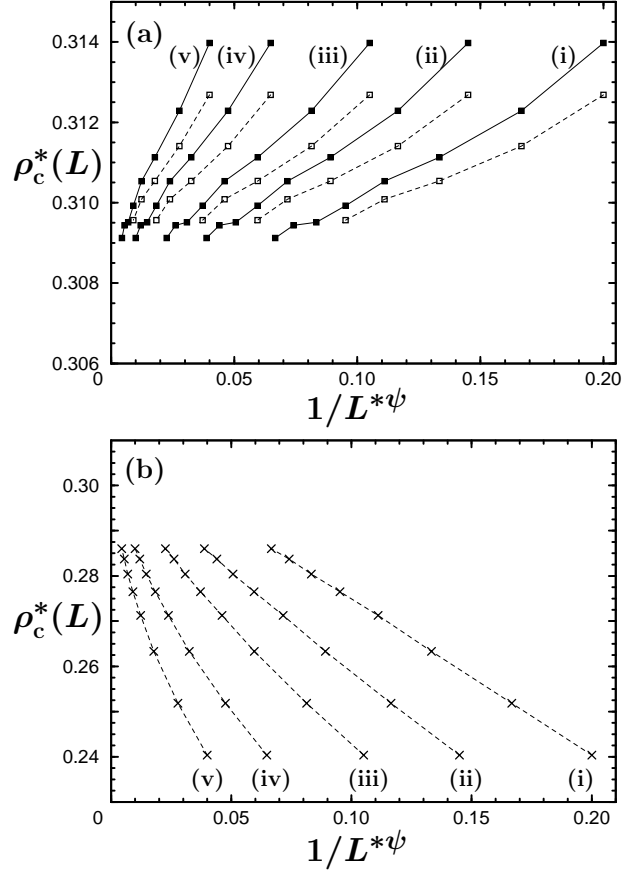 0.314
(a)
(v)
(iv)
(iii)
(ii)
(i)
0.312
ρ*c(L)
0.310
0.308
0.306
0
0.05
0.10
0.15
0.20
1/L*ψ
(b)
0.30
0.28
ρ*c(L)
0.26
0.24
(v)
(iv)
(iii)
(ii)
(i)
0
0.05
0.10
0.15
0.20
1/L*ψ